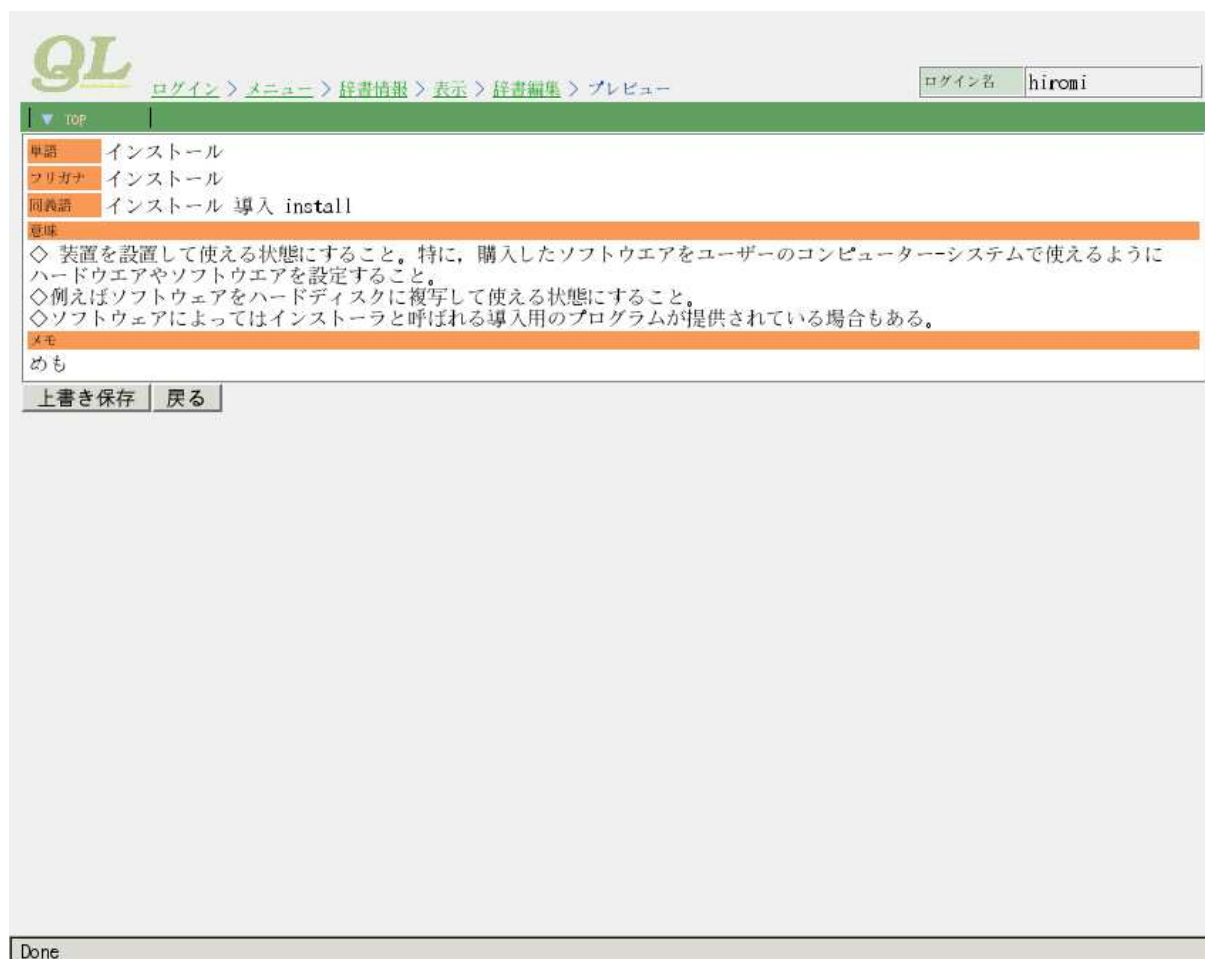 QL
ログイン > メニュー > 辞書情報 > 表示 > 辞書編集 > プレビュー
ログイン名 hiromi
▼ TOP
単語 インストール
フリガナ インストール
同義語 インストール 導入 install
意味
◇ 装置を設置して使える状態にすること。特に，購入したソフトウエアをユーザーのコンピューター-システムで使えるように
ハードウエアやソフトウエアを設定すること。
◇例えばソフトウェアをハードディスクに複写して使える状態にすること。
◇ソフトウェアによってはインストーラと呼ばれる導入用のプログラムが提供されている場合もある。
メモ
めも
上書き保存 戻る
Done